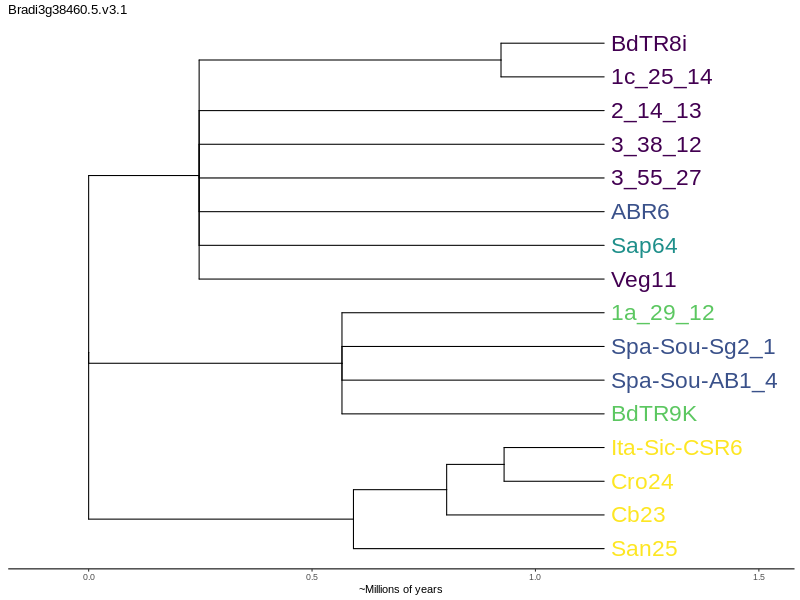 Bradi3g38460.5.v3.1
BdTR8i
1c_25_14
2_14_13
3_38_12
3_55_27
ABR6
Sap64
Veg11
1a_29_12
Spa-Sou-Sg2_1
Spa-Sou-AB1_4
BdTR9K
Ita-Sic-CSR6
Cro24
Cb23
San25
0.0 0.5 1.0 1.5
~Millions of years